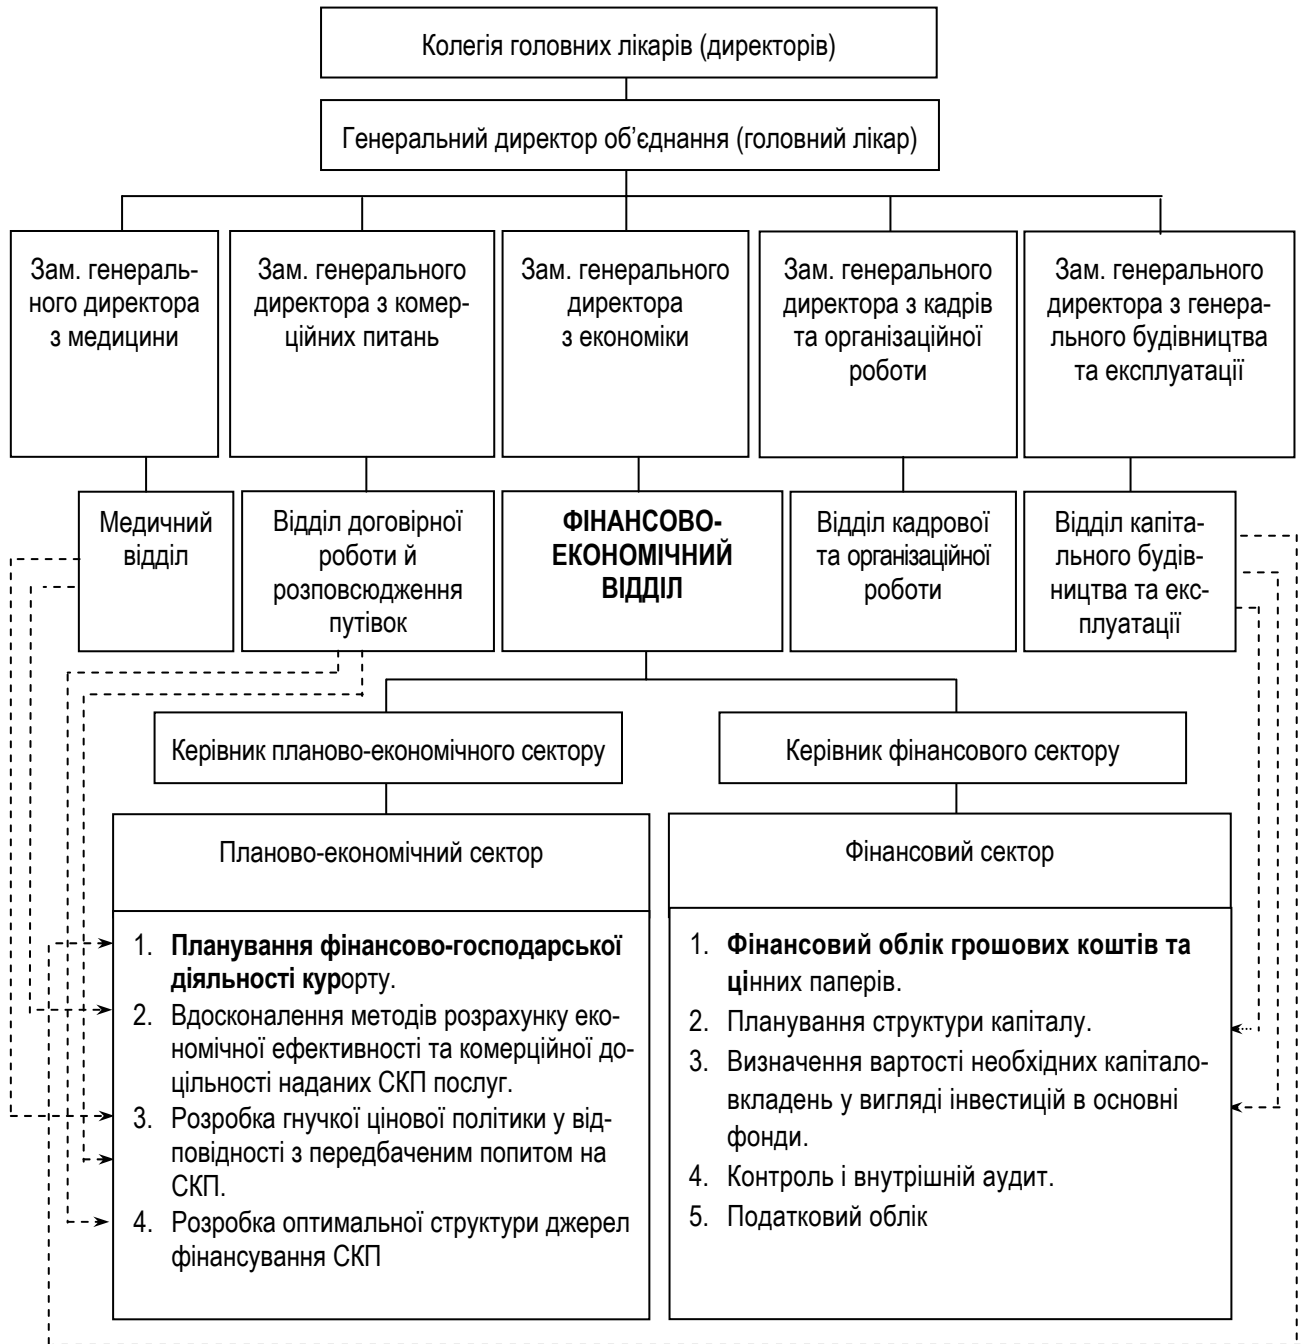 Колегія головних лікарів (директорів)
Генеральний директор об’єднання (головний лікар)
Зам. генераль-
ного директора
з медицини
Зам. генерального
директора з комер-
ційних питань
Зам. генерального
директора
з економіки
Зам. генерального
директора з кадрів
та організаційної
роботи
Зам. генерального
директора з генера-
льного будівництва
та експлуатації
Медичний
відділ
Відділ договірної
роботи й
розповсюдження
путівок
ФІНАНСОВО-
ЕКОНОМІЧНИЙ
ВІДДІЛ
Відділ кадрової
та організаційної
роботи
Відділ капіта-
льного будів-
ництва та екс-
плуатації
Керівник планово-економічного сектору
Керівник фінансового сектору
Планово-економічний сектор
1. Планування фінансово-господарської
діяльності курорту.
2. Вдосконалення методів розрахунку еко-
номічної ефективності та комерційної до-
цільності наданих СКП послуг.
3. Розробка гнучкої цінової політики у від-
повідності з передбаченим попитом на
СКП.
4. Розробка оптимальної структури джерел
фінансування СКП
Фінансовий сектор
1. Фінансовий облік грошових коштів та
цінних паперів.
2. Планування структури капіталу.
3. Визначення вартості необхідних капітало-
вкладень у вигляді інвестицій в основні
фонди.
4. Контроль і внутрішній аудит.
5. Податковий облік